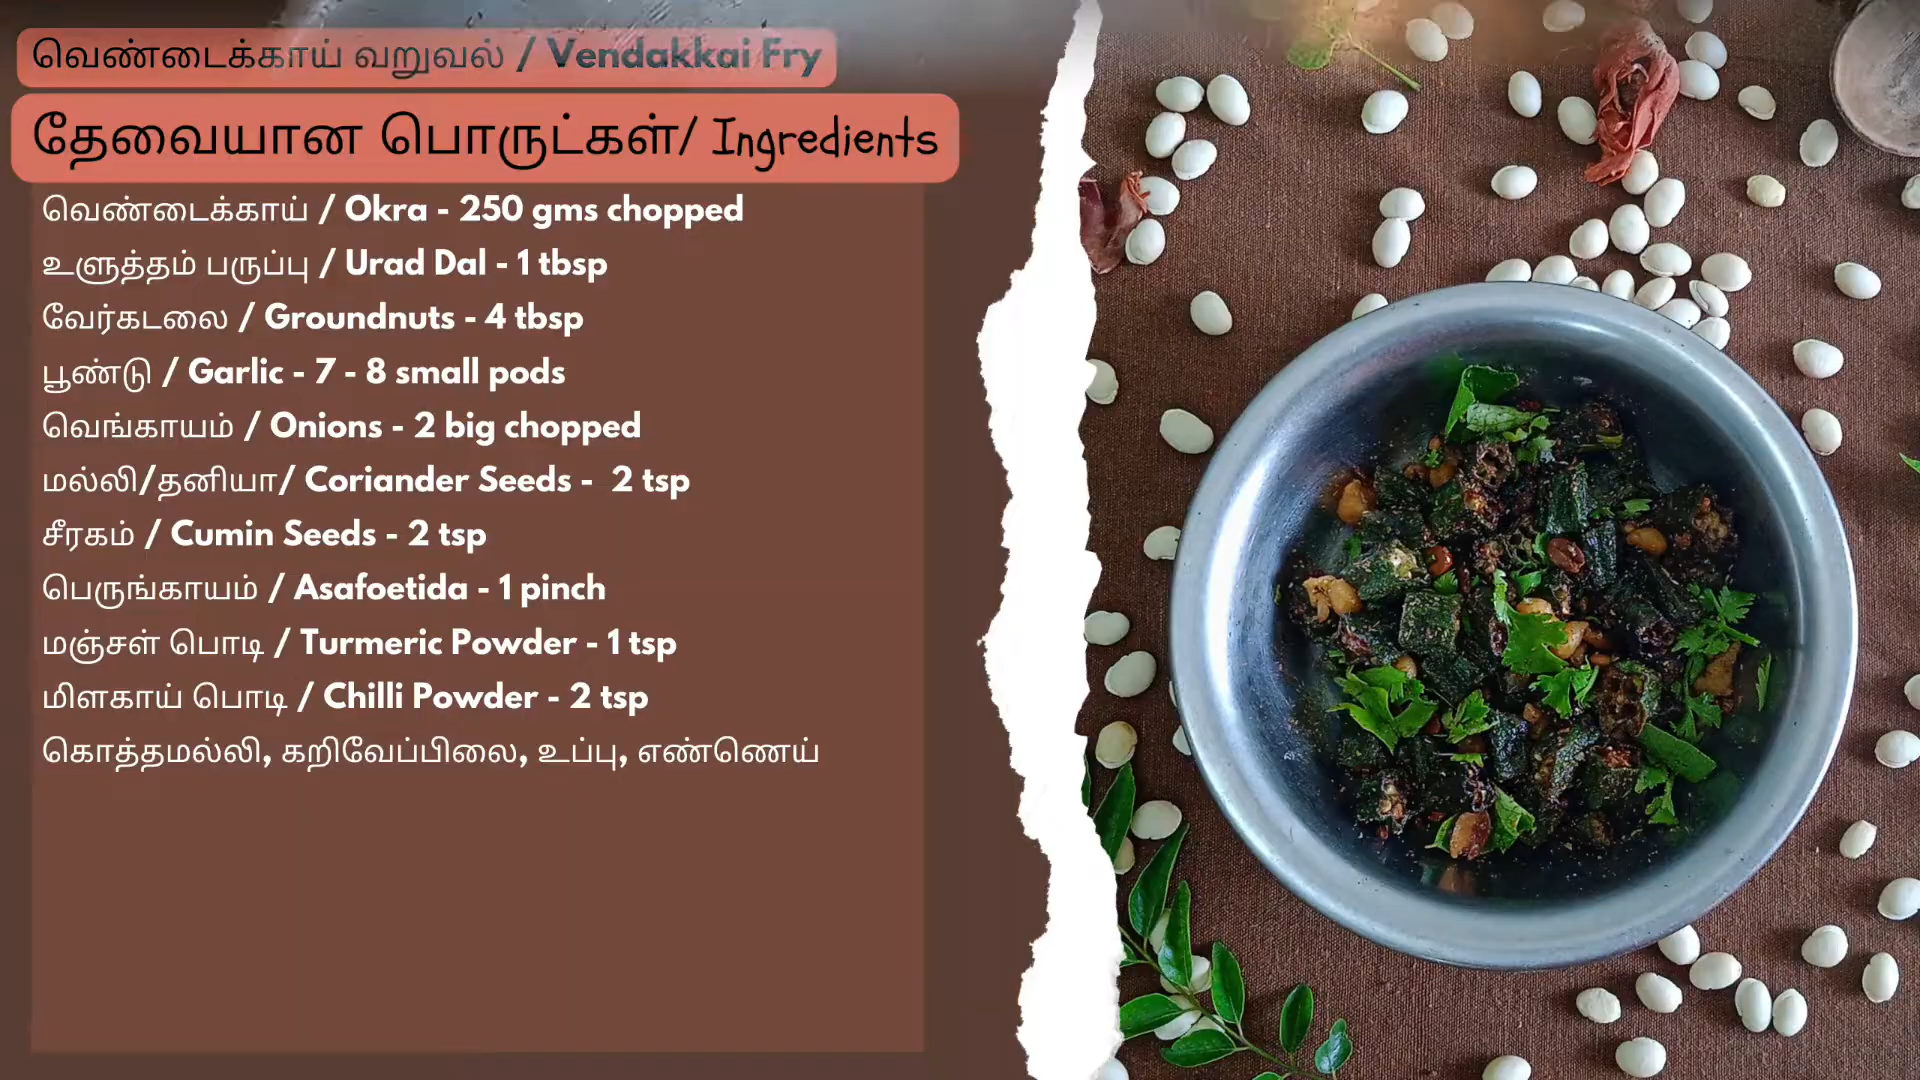 வெண்டைக்காய் வறுவல் / Vendakkai Fry
தேவையான பொருட்கள்/ Ingredients
வெண்டைக்காய் / Okra - 250 gms chopped
உளுத்தம் பருப்பு / Urad Dal - 1 tbsp
வேர்கடலை / Groundnuts - 4 tbsp
பூண்டு / Garlic - 7 - 8 small pods
வெங்காயம் / Onions - 2 big chopped
மல்லி/தனியா/ Coriander Seeds - 2 tsp
சீரகம் / Cumin Seeds - 2 tsp
பெருங்காயம் / Asafoetida - 1 pinch
மஞ்சள் பொடி / Turmeric Powder - 1 tsp
மிளகாய் பொடி / Chilli Powder - 2 tsp
கொத்தமல்லி, கறிவேப்பிலை, உப்பு, எண்ணெய்